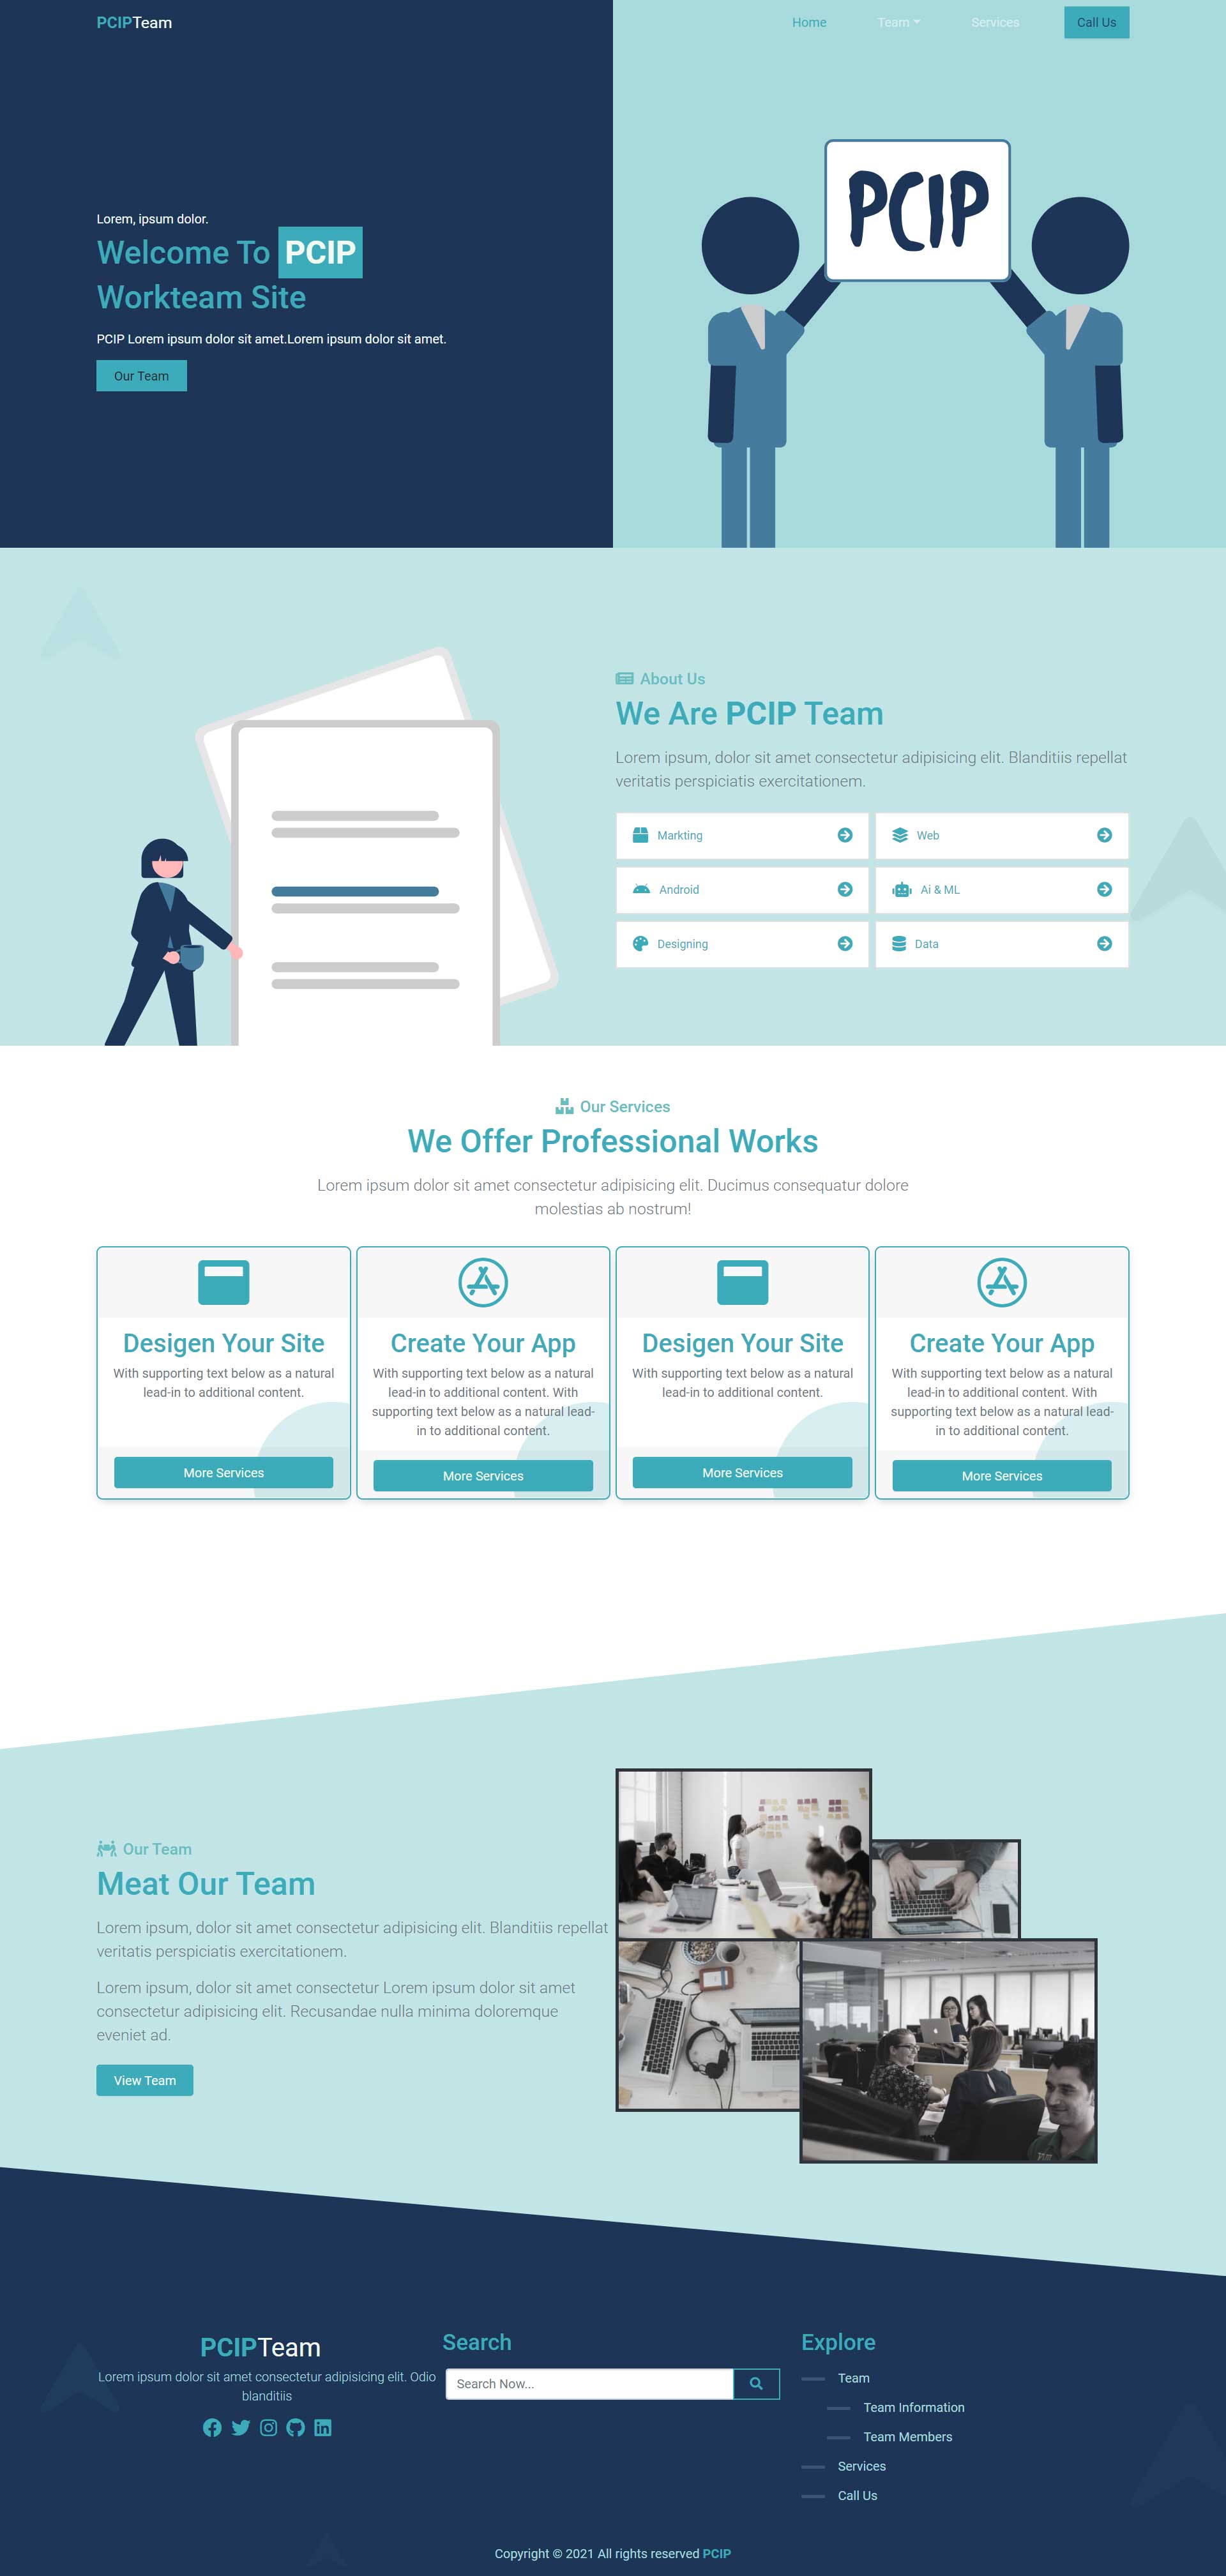 PCIPTeam
Home
Team
Services
Call Us
PCIP
Lorem, ipsum dolor.
Welcome To PCIP
Workteam Site
PCIP Lorem ipsum dolor sit amet.Lorem ipsum dolor sit amet.
Our Team
About Us
We Are PCIP Team
Lorem ipsum, dolor sit amet consectetur adipisicing elit. Blanditiis repellat
veritatis perspiciatis exercitationem.
Markting
Web
Android
Ai & ML
Designing
Data
Our Services
We Offer Professional Works
Lorem ipsum dolor sit amet consectetur adipisicing elit. Ducimus consequatur dolore
molestias ab nostrum!
Desigen Your Site
With supporting text below as a natural
lead-in to additional content.
More Services
Create Your App
With supporting text below as a natural
lead-in to additional content. With
supporting text below as a natural lead-
in to additional content.
More Services
Desigen Your Site
With supporting text below as a natural
lead-in to additional content.
More Services
Create Your App
With supporting text below as a natural
lead-in to additional content. With
supporting text below as a natural lead-
in to additional content.
More Services
Our Team
Meat Our Team
Lorem ipsum, dolor sit amet consectetur adipisicing elit. Blanditiis repellat
veritatis perspiciatis exercitationem.
Lorem ipsum, dolor sit amet consectetur Lorem ipsum dolor sit amet
consectetur adipisicing elit. Recusandae nulla minima doloremque
eveniet ad.
View Team
PCIPTeam
Lorem ipsum dolor sit amet consectetur adipisicing elit. Odio
blanditiis
Search
Search Now...
Explore
Team
Team Information
Team Members
Services
Call Us
Copyright © 2021 All rights reserved PCIP